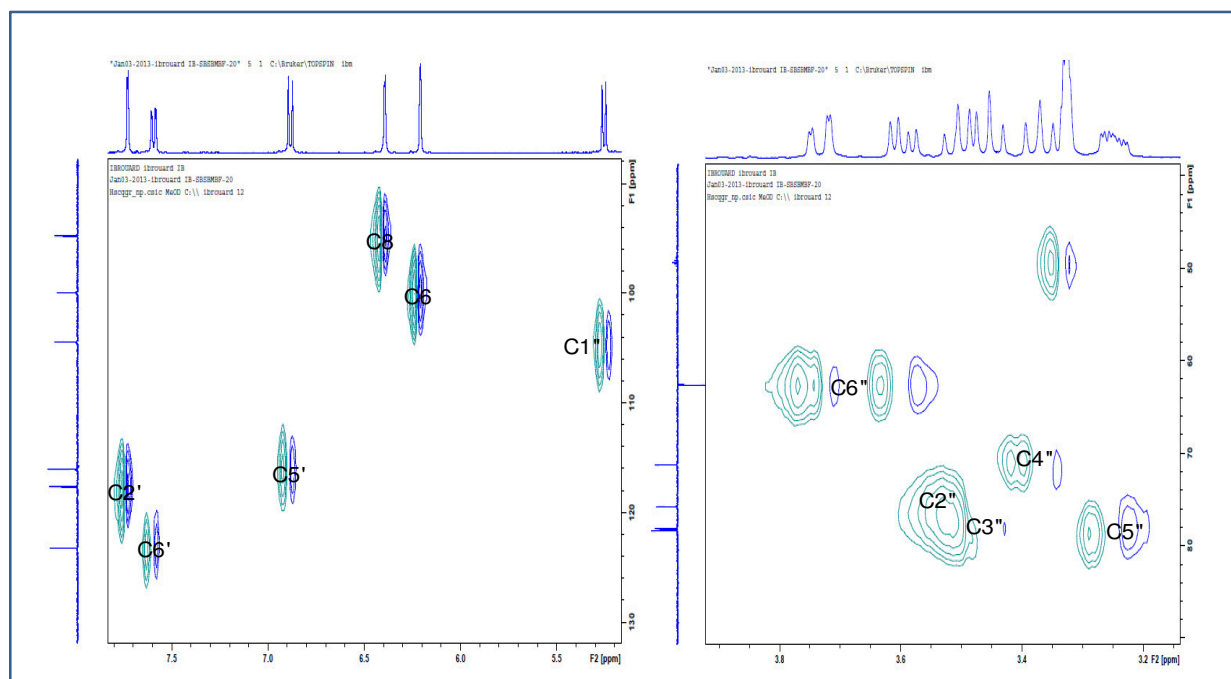 "Jan03-2013-ibrouard IB-SBSBMBF-20" 5 1 C:\Bruker\TOPSPIN ibm
IBROUARD ibrouard IB
Jan03-2013-ibrouard IB-SBSBMBF-20
Hscqgr_np.csic MeOD C:\\ ibrouard 12
C8
C6
C1"
C5'
C2'
C6'
F1 [ppm]
100
110
120
130
7.5
7.0
6.5
6.0
5.5
F2 [ppm]
"Jan03-2013-ibrouard IB-SBSBMBF-20" 5 1 C:\Bruker\TOPSPIN ibm
IBROUARD ibrouard IB
Jan03-2013-ibrouard IB-SBSBMBF-20
Hscqgr_np.csic MeOD C:\\ ibrouard 12
C6"
C4"
C2"
C3"
C5"
F1 [ppm]
60
70
80
3.8
3.6
3.4
3.2
F2 [ppm]